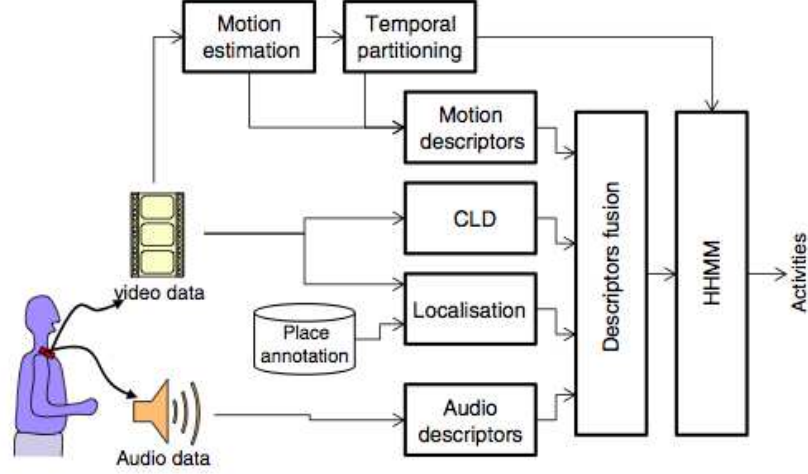 Motion
estimation
Temporal
partitioning
Motion
descriptors
CLD
Localisation
Place
annotation
Audio
descriptors
video data
Audio data
Descriptors fusion
HHMM
Activities